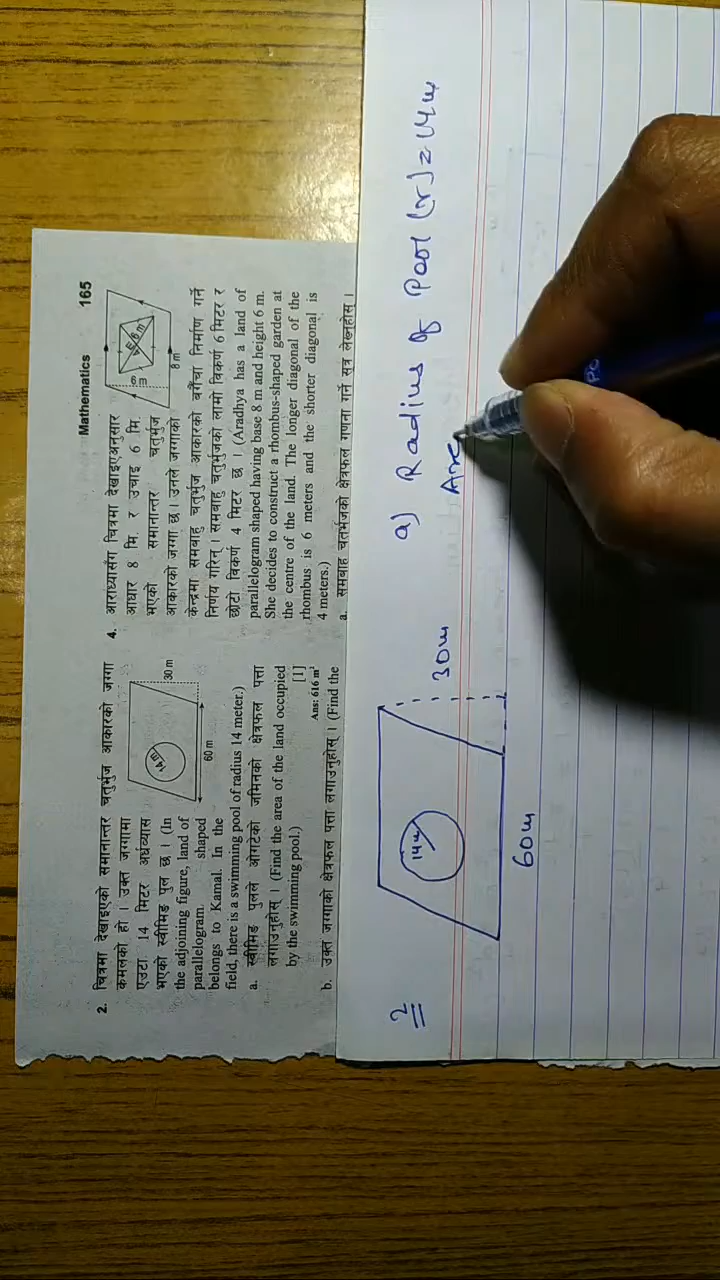 Mathematics 165
2. चित्रमा देखाइएको समानान्तर चतुर्भुज आकारको जग्गा
कमलको हो । उक्त जग्गामा
एउटा 14 मिटर अर्धव्यास
भएको स्वीमिङ पुल छ । (In
the adjoining figure, land of
parallelogram shaped
belongs to Kamal. In the
field, there is a swimming pool of radius 14 meter.)
14 m
30 m
60 m
a. स्वीमिङ पुलले ओगटेको जमिनको क्षेत्रफल पत्ता
लगाउनुहोस् । (Find the area of the land occupied
by the swimming pool.) [1]
Ans: 616 m²
b. उक्त जग्गाको क्षेत्रफल पत्ता लगाउनुहोस् । (Find the
4. आराध्यासँग चित्रमा देखाइएअनुसार
आधार 8 मि. र उचाइ 6 मि.
भएको समानान्तर चतुर्भुज
आकारको जग्गा छ । उनले जग्गाको
केन्द्रमा समबाहु चतुर्भुज आकारको बगैँचा निर्माण गर्ने
निर्णय गरिन् । समबाहु चतुर्भुजको लामो विकर्ण 6 मिटर र
छोटो विकर्ण 4 मिटर छ । (Aradhya has a land of
parallelogram shaped having base 8 m and height 6 m.
She decides to construct a rhombus-shaped garden at
the centre of the land. The longer diagonal of the
rhombus is 6 meters and the shorter diagonal is
4 meters.)
6 m
6 m
8 m
a. समबाहु चतुर्भुजको क्षेत्रफल गणना गर्ने सूत्र लेख्नुहोस् ।
2
14m
30m
60m
a) Radius of Pool (r) = 14m
Are